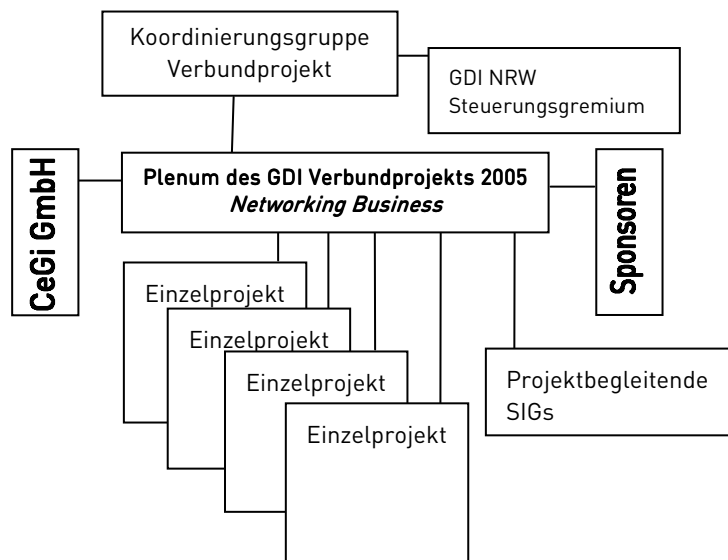 Koordinierungsgruppe
Verbundprojekt
GDI NRW
Steuerungsgremium
CeGi GmbH
Plenum des GDI Verbundprojekts 2005
Networking Business
Sponsoren
Einzelprojekt
Einzelprojekt
Einzelprojekt
Einzelprojekt
Projektbegleitende
SIGs